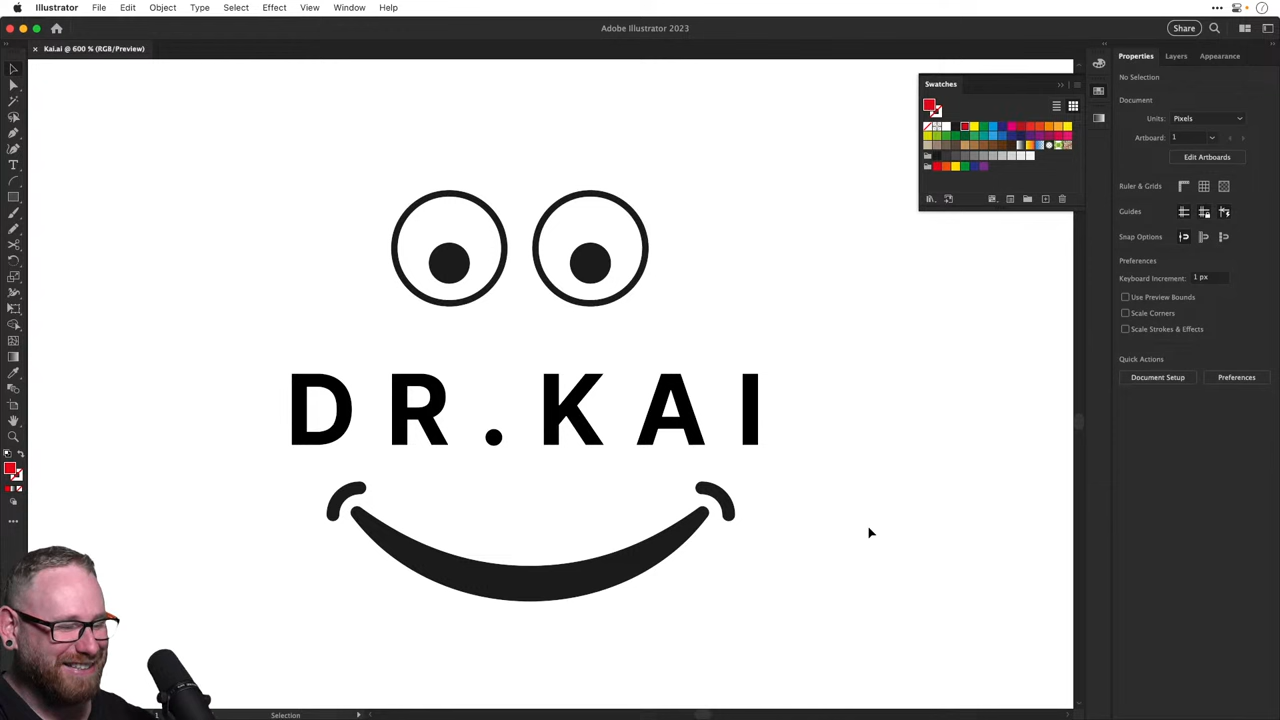 Illustrator File Edit Object Type Select Effect View Window Help
Adobe Illustrator 2023
Share
Kai.ai @ 600 % (RGB/Preview)
Properties Layers Appearance
No Selection
Swatches
Document
Units: Pixels
Artboard: 1
Edit Artboards
Ruler & Grids
Guides
Snap Options
Preferences
Keyboard Increment: 1 px
Use Preview Bounds
Scale Corners
Scale Strokes & Effects
Quick Actions
Document Setup Preferences
DR.KAI
1 Selection